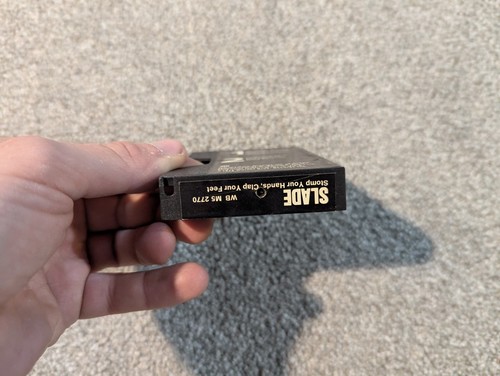 SLADE
Stomp Your Hands, Clap Your Feet
WB M5 2770